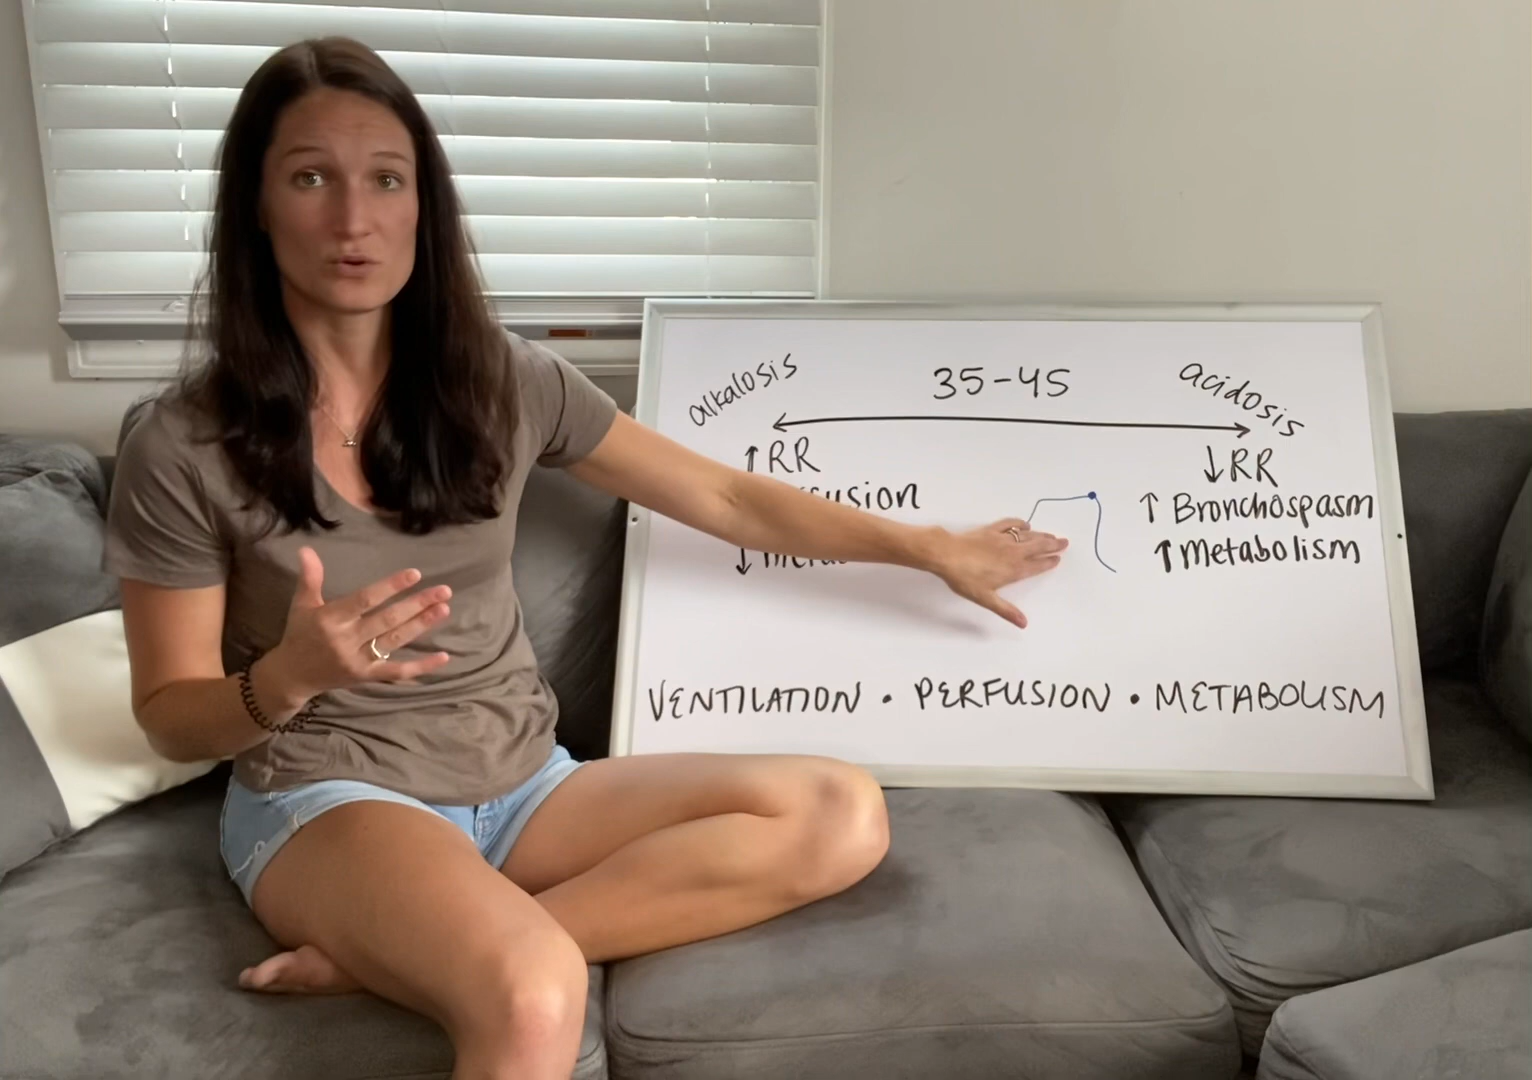 alkalosis
35-45
acidosis
↑ RR
↓ RR
↑ Bronchospasm
↓
↑ Metabolism
VENTILATION • PERFUSION • METABOLISM